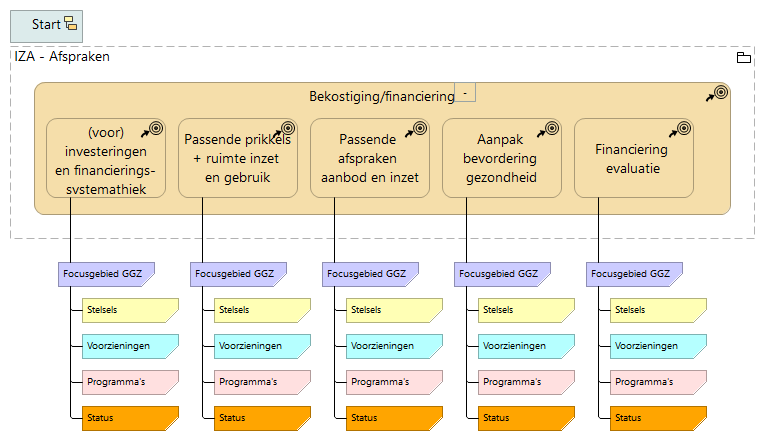 Start
IZA - Afspraken
Bekostiging/financiering
-
(voor)
investeringen
en financierings-
systemathiek
Passende prikkels
+ ruimte inzet
en gebruik
Passende
afspraken
aanbod en inzet
Aanpak
bevordering
gezondheid
Financiering
evaluatie
Focusgebied GGZ
Focusgebied GGZ
Focusgebied GGZ
Focusgebied GGZ
Focusgebied GGZ
Stelsels
Stelsels
Stelsels
Stelsels
Stelsels
Voorzieningen
Voorzieningen
Voorzieningen
Voorzieningen
Voorzieningen
Programma's
Programma's
Programma's
Programma's
Programma's
Status
Status
Status
Status
Status